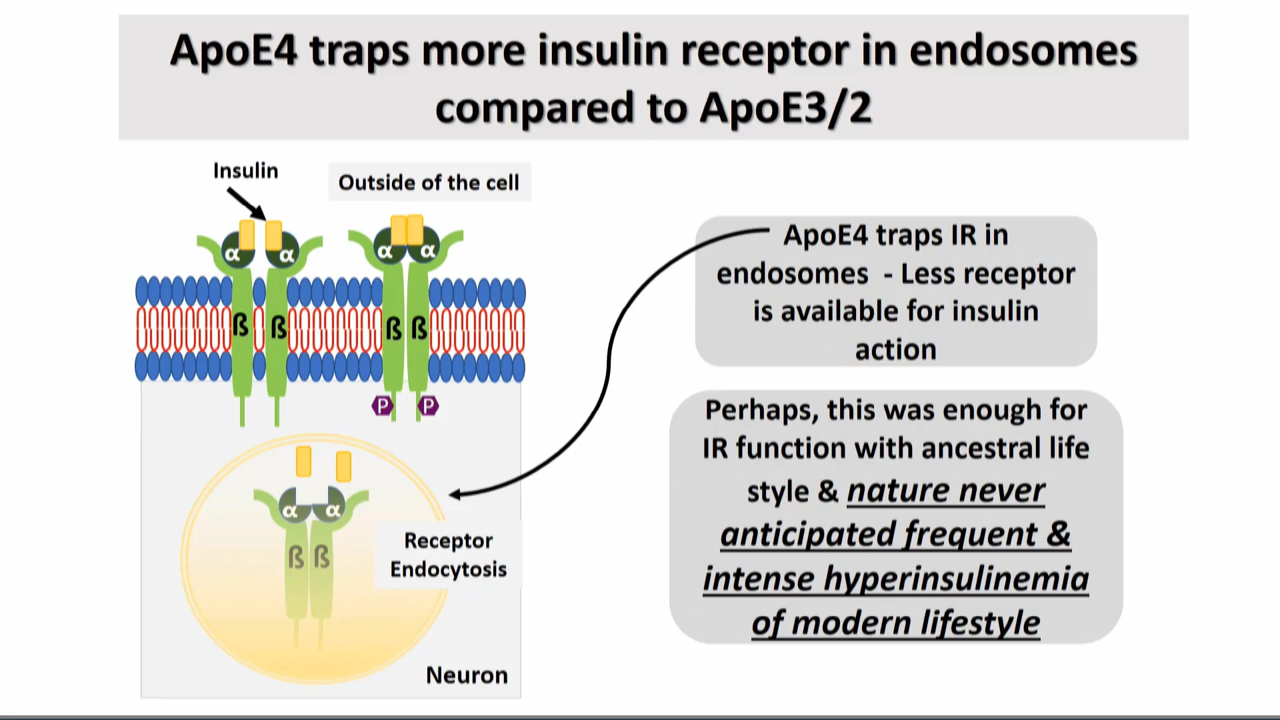 ApoE4 traps more insulin receptor in endosomes
compared to ApoE3/2
Insulin
Outside of the cell
α α α α
ß ß ß ß
P P
α α
ß ß
Receptor
Endocytosis
Neuron
ApoE4 traps IR in
endosomes - Less receptor
is available for insulin
action
Perhaps, this was enough for
IR function with ancestral life
style & nature never
anticipated frequent &
intense hyperinsulinemia
of modern lifestyle